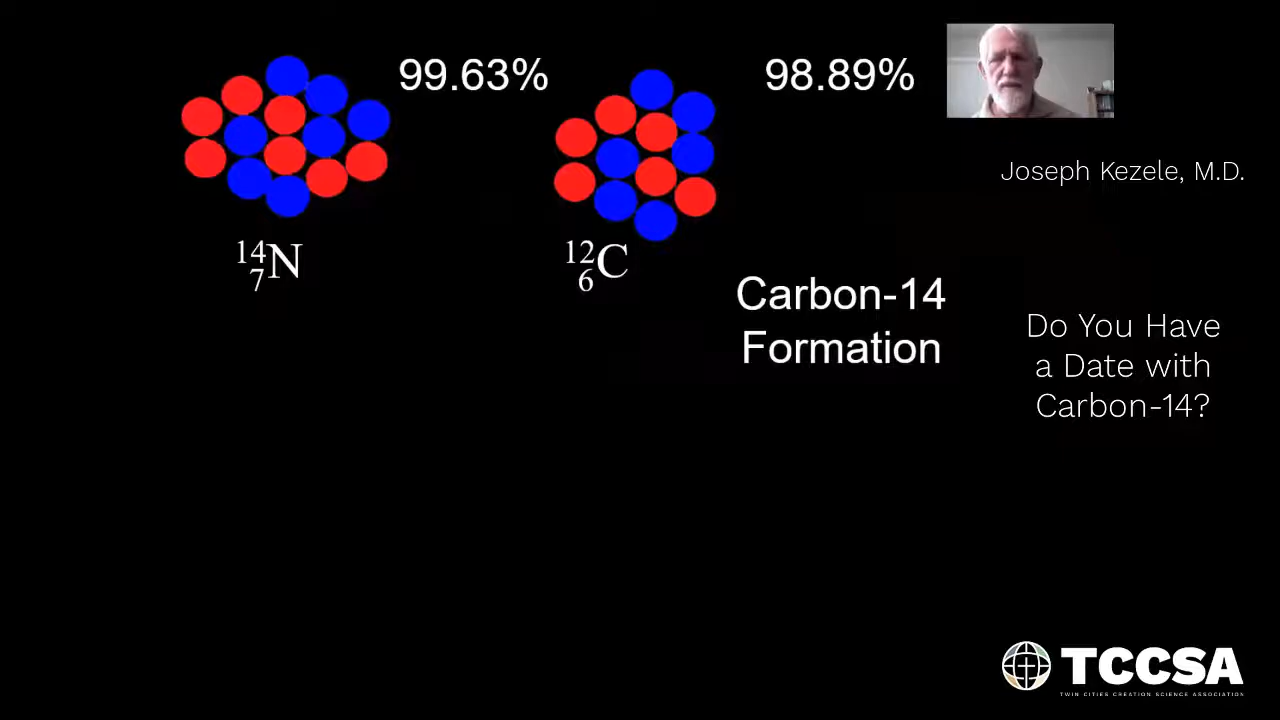 99.63%
98.89%
14
7N
12
6C
Carbon-14
Formation
Joseph Kezele, M.D.
Do You Have
a Date with
Carbon-14?
TCCSA
TWIN CITIES CREATION SCIENCE ASSOCIATION